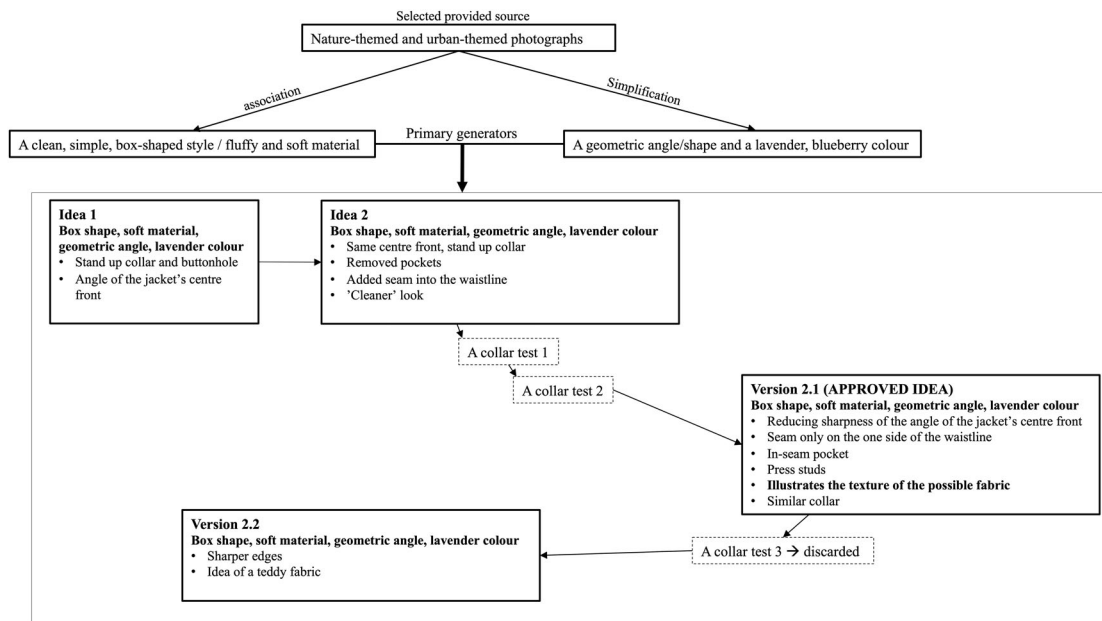 Selected provided source
Nature-themed and urban-themed photographs
association
Simplification
A clean, simple, box-shaped style / fluffy and soft material
Primary generators
A geometric angle/shape and a lavender, blueberry colour
Idea 1
Box shape, soft material,
geometric angle, lavender colour
• Stand up collar and buttonhole
• Angle of the jacket's centre
front
Idea 2
Box shape, soft material, geometric angle, lavender colour
• Same centre front, stand up collar
• Removed pockets
• Added seam into the waistline
• 'Cleaner' look
A collar test 1
A collar test 2
Version 2.1 (APPROVED IDEA)
Box shape, soft material, geometric angle, lavender colour
• Reducing sharpness of the angle of the jacket's centre front
• Seam only on the one side of the waistline
• In-seam pocket
• Press studs
• Illustrates the texture of the possible fabric
• Similar collar
A collar test 3 → discarded
Version 2.2
Box shape, soft material, geometric angle, lavender colour
• Sharper edges
• Idea of a teddy fabric